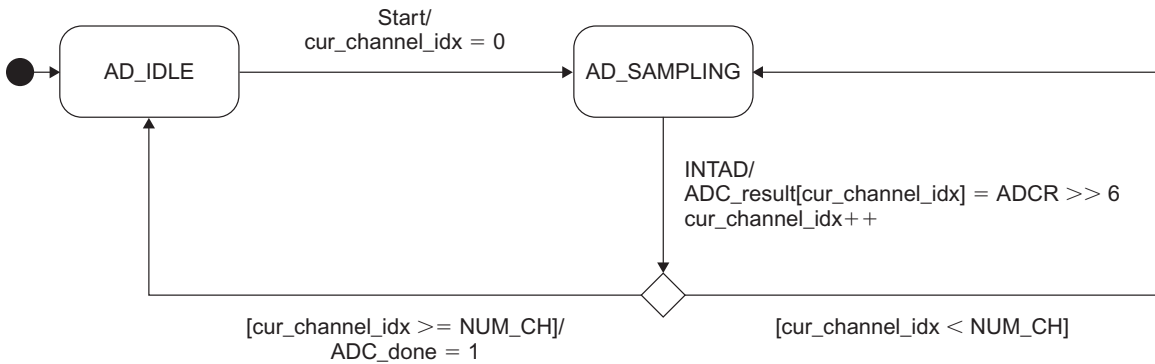 Start/
cur_channel_idx = 0
AD_IDLE
AD_SAMPLING
INTAD/
ADC_result[cur_channel_idx] = ADCR >> 6
cur_channel_idx++
[cur_channel_idx >= NUM_CH]/
ADC_done = 1
[cur_channel_idx < NUM_CH]